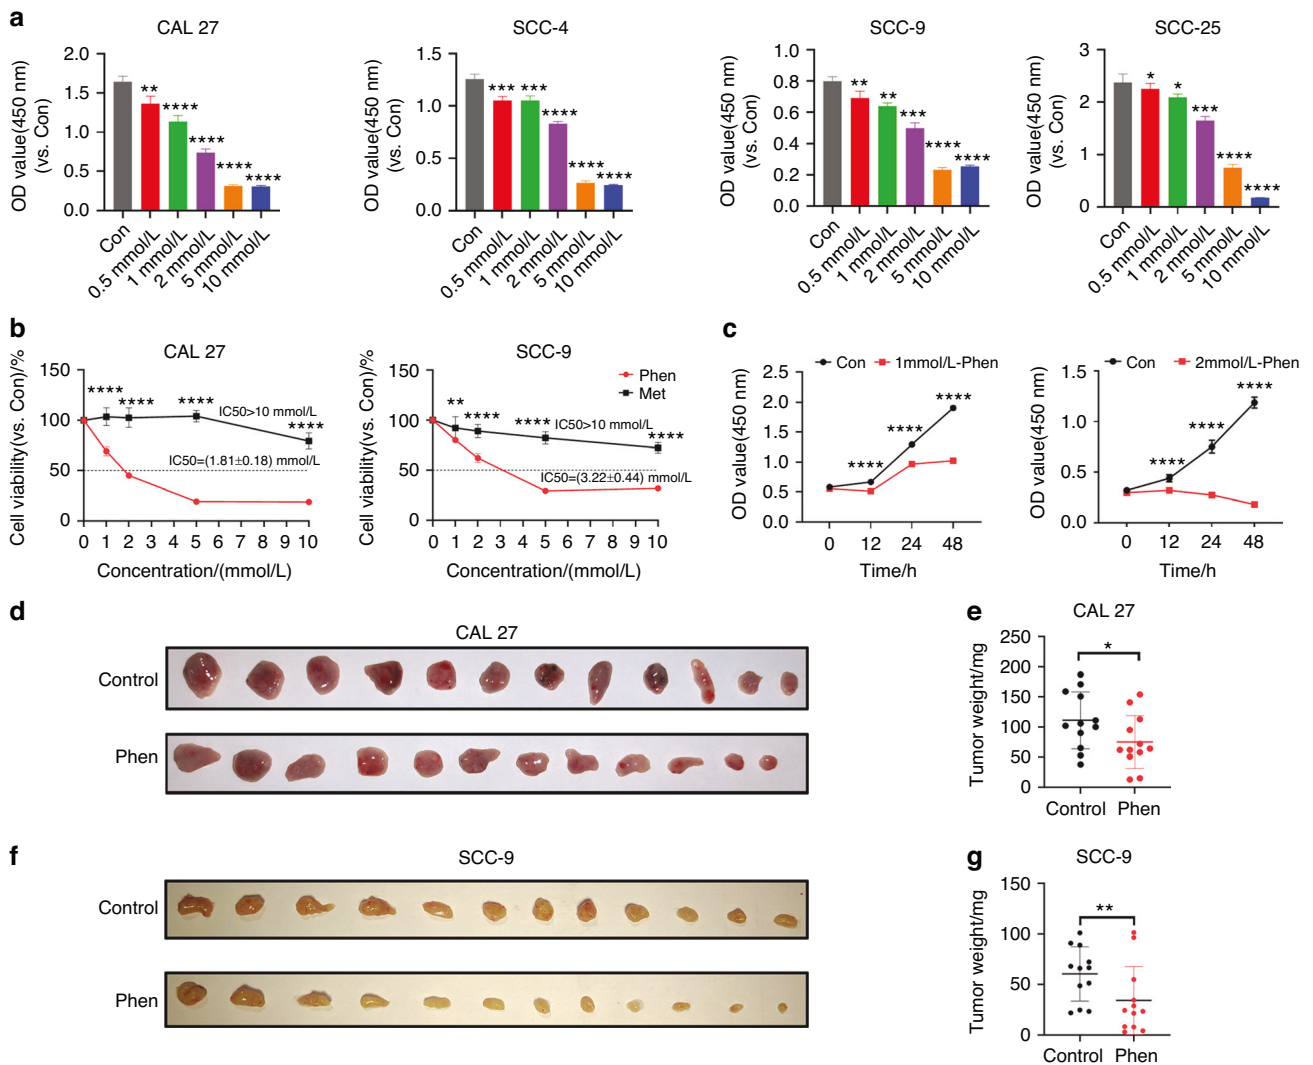 a
CAL 27
OD value(450 nm)
(vs. Con)
2.0
1.5
1.0
0.5
0.0
**
****
****
****
****
Con
0.5 mmol/L
1 mmol/L
2 mmol/L
5 mmol/L
10 mmol/L
SCC-4
OD value(450 nm)
(vs. Con)
1.5
1.0
0.5
0.0
***
***
****
****
****
Con
0.5 mmol/L
1 mmol/L
2 mmol/L
5 mmol/L
10 mmol/L
SCC-9
OD value(450 nm)
(vs. Con)
1.0
0.8
0.6
0.4
0.2
0.0
**
**
***
****
****
Con
0.5 mmol/L
1 mmol/L
2 mmol/L
5 mmol/L
10 mmol/L
SCC-25
OD value(450 nm)
(vs. Con)
3
2
1
0
*
*
***
****
****
Con
0.5 mmol/L
1 mmol/L
2 mmol/L
5 mmol/L
10 mmol/L
b
CAL 27
Cell viability(vs. Con)/%
150
100
50
0
****
****
****
****
IC50>10 mmol/L
IC50=(1.81±0.18) mmol/L
0 1 2 3 4 5 6 7 8 9 10
Concentration/(mmol/L)
SCC-9
Cell viability(vs. Con)/%
150
100
50
0
Phen
Met
**
****
****
****
IC50>10 mmol/L
IC50=(3.22±0.44) mmol/L
0 1 2 3 4 5 6 7 8 9 10
Concentration/(mmol/L)
c
Con 1mmol/L-Phen
OD value(450 nm)
2.5
2.0
1.5
1.0
0.5
0.0
****
****
****
0 12 24 48
Time/h
Con 2mmol/L-Phen
OD value(450 nm)
1.5
1.0
0.5
0.0
****
****
****
0 12 24 48
Time/h
d
CAL 27
Control
Phen
e
CAL 27
Tumor weight/mg
250
200
150
100
50
0
*
Control Phen
f
SCC-9
Control
Phen
g
SCC-9
Tumor weight/mg
150
100
50
0
**
Control Phen